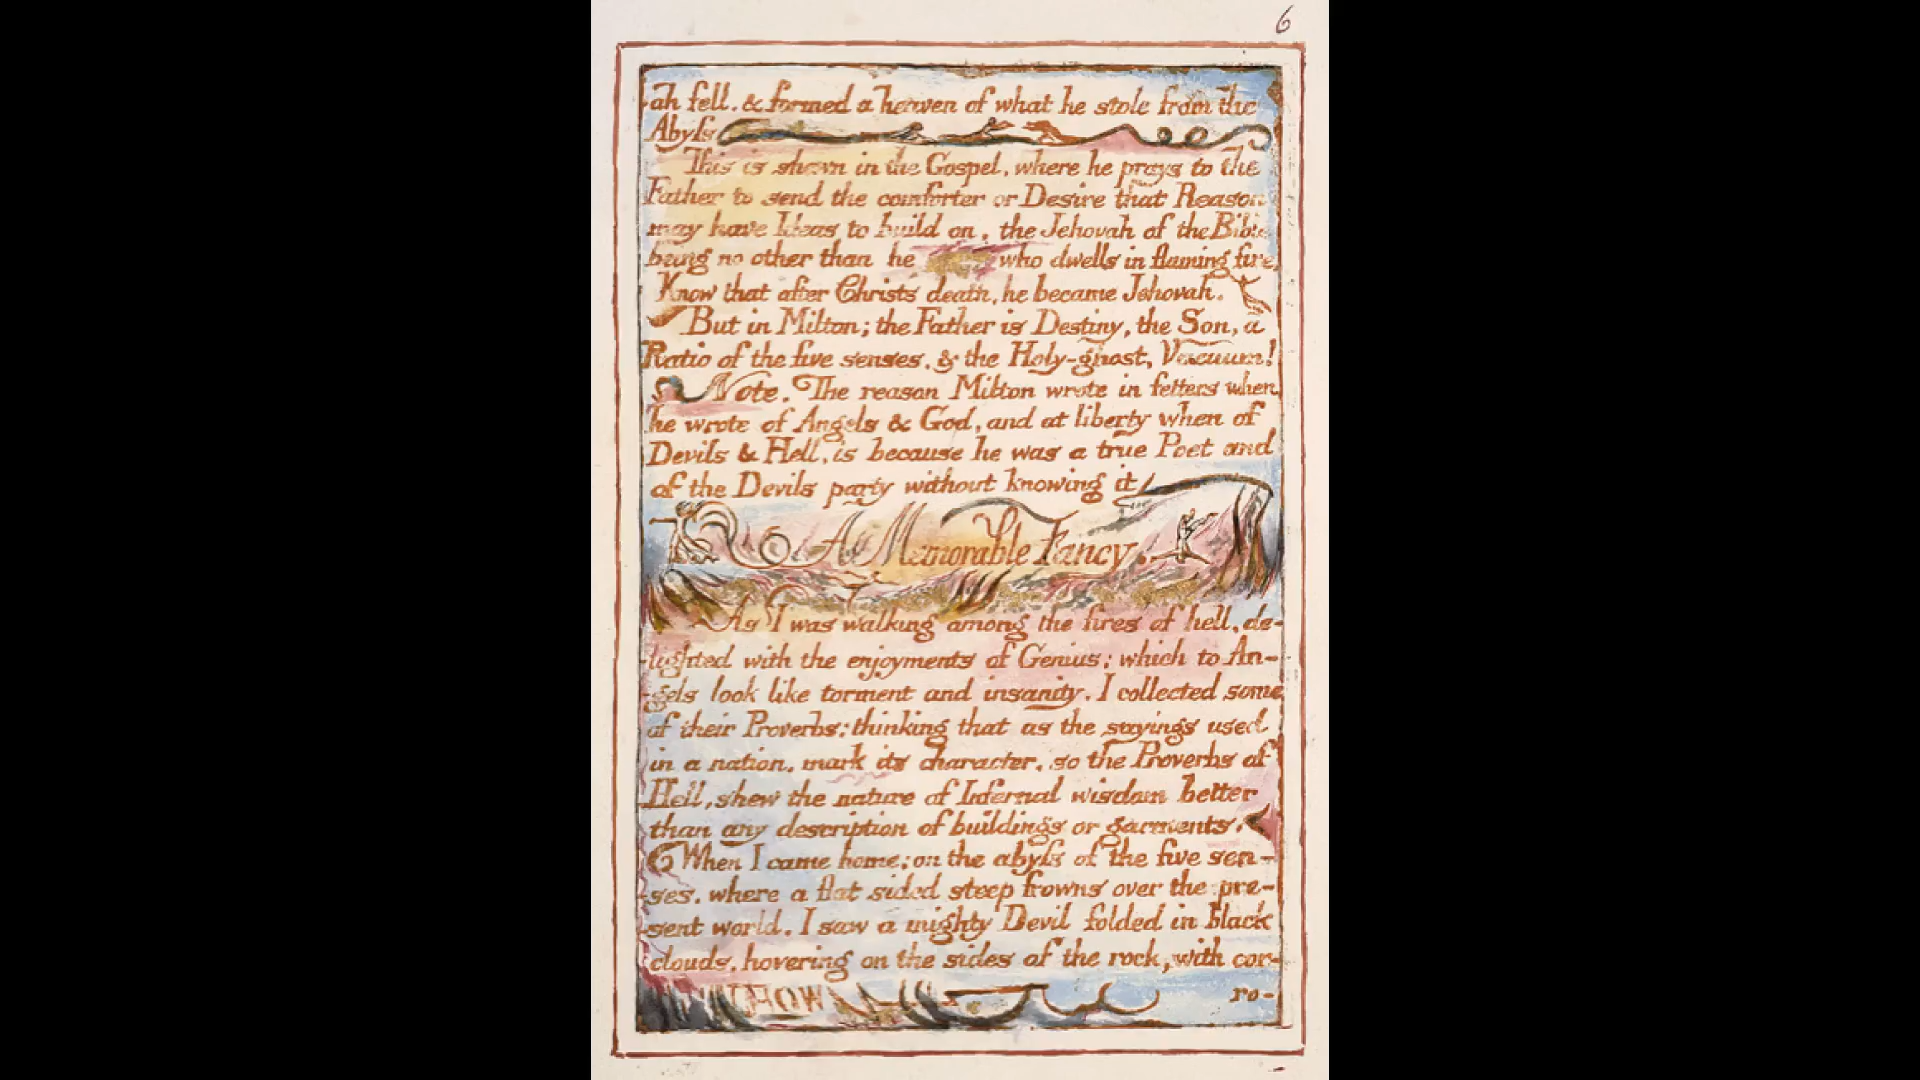 6
ah fell. & formed a heaven of what he stole from the
Abyss
This is shewn in the Gospel, where he prays to the
Father to send the comforter or Desire that Reason
may have Ideas to build on, the Jehovah of the Bible
being no other than he who dwells in flaming fire
Know that after Christs death, he became Jehovah.
But in Milton; the Father is Destiny, the Son, a
Ratio of the five senses, & the Holy-ghost, Vacuum!
Note. The reason Milton wrote in fetters when
he wrote of Angels & God, and at liberty when of
Devils & Hell, is because he was a true Poet and
of the Devils party without knowing it
A Memorable Fancy.
As I was walking among the fires of hell, de-
lighted with the enjoyments of Genius; which to An-
gels look like torment and insanity. I collected some
of their Proverbs: thinking that as the sayings used
in a nation, mark its character, so the Proverbs of
Hell, shew the nature of Infernal wisdom better
than any description of buildings or garments.
When I came home; on the abyss of the five sen-
ses, where a flat sided steep frowns over the pre-
sent world. I saw a mighty Devil folded in black
clouds, hovering on the sides of the rock, with cor-
ro-